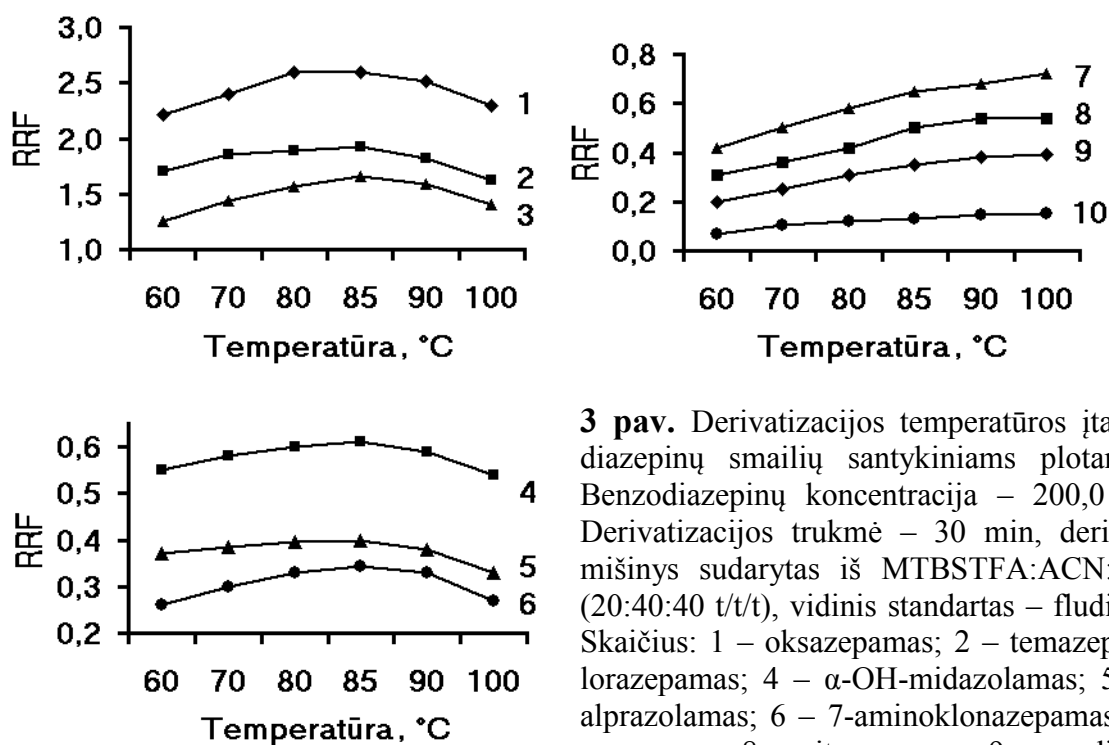 3,0
2,5
2,0
1,5
1,0
RRF
1
2
3
60 70 80 85 90 100
Temperatūra, °C
0,8
0,6
0,4
0,2
0,0
RRF
7
8
9
10
60 70 80 85 90 100
Temperatūra, °C
0,6
0,5
0,4
0,3
0,2
RRF
4
5
6
60 70 80 85 90 100
Temperatūra, °C
3 pav. Derivatizacijos temperatūros įta
diazepinų smailių santykiniams plotar
Benzodiazepinų koncentracija – 200,0
Derivatizacijos trukmė – 30 min, deri
mišinys sudarytas iš MTBSTFA:ACN:
(20:40:40 t/t/t), vidinis standartas – fludi
Skaičius: 1 – oksazepamas; 2 – temazep
lorazepamas; 4 – α-OH-midazolamas; 5
alprazolamas; 6 – 7-aminoklonazepamas